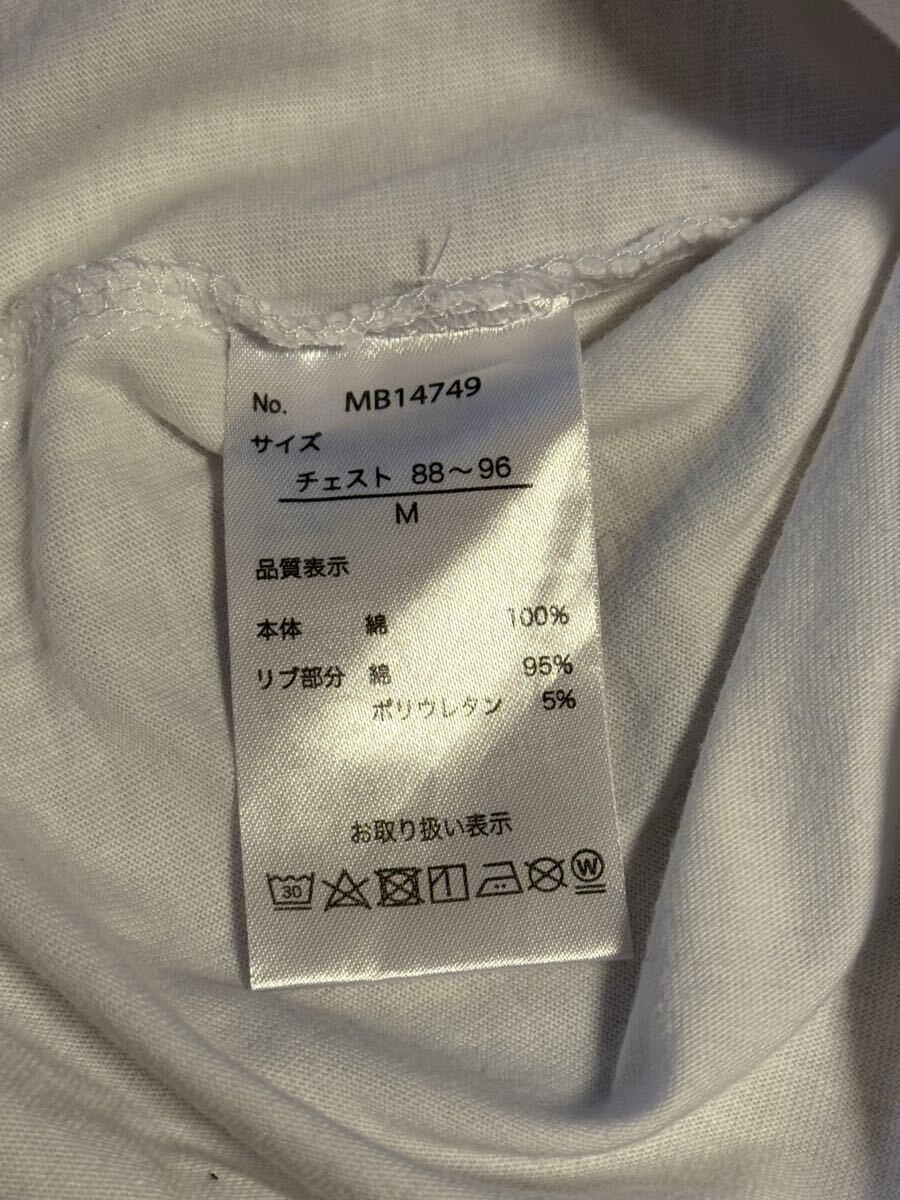 No. MB14749
サイズ
チェスト 88～96
M
品質表示
本体 綿 100%
リブ部分 綿 95%
ポリウレタン 5%
お取り扱い表示
30 W